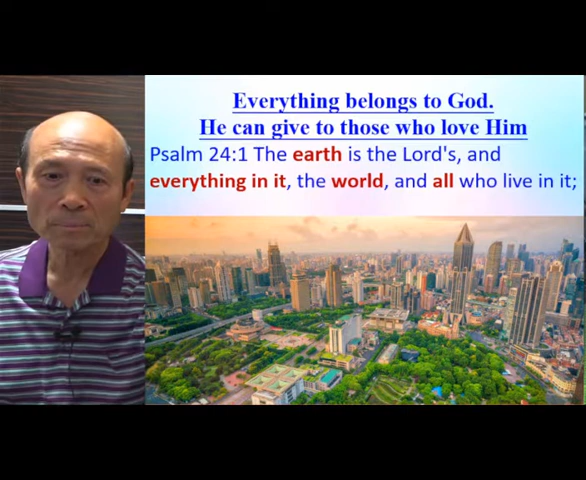 Everything belongs to God.
He can give to those who love Him
Psalm 24:1 The earth is the Lord's, and
everything in it, the world, and all who live in it;